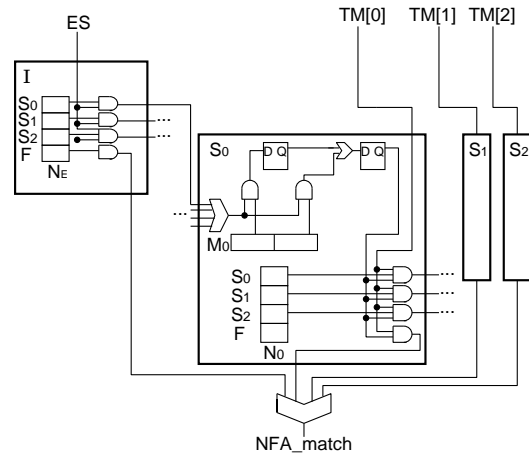 ES
TM[0] TM[1] TM[2]
I
S0
S1
S2
F
NE
...
...
S0
D Q
D Q
...
M0
S0
S1
S2
F
N0
...
...
...
S1
S2
NFA_match